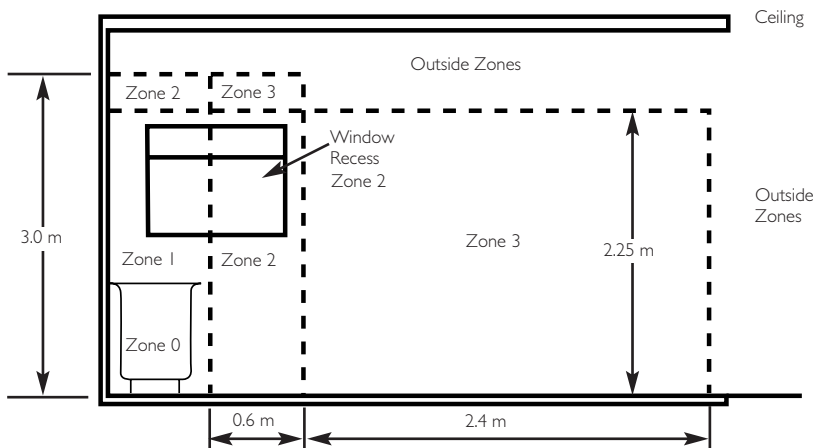 Ceiling
Outside Zones
Zone 2
Zone 3
Window
Recess
Zone 2
Outside
Zones
3.0 m
Zone 3
2.25 m
Zone 1
Zone 2
Zone 0
0.6 m
2.4 m